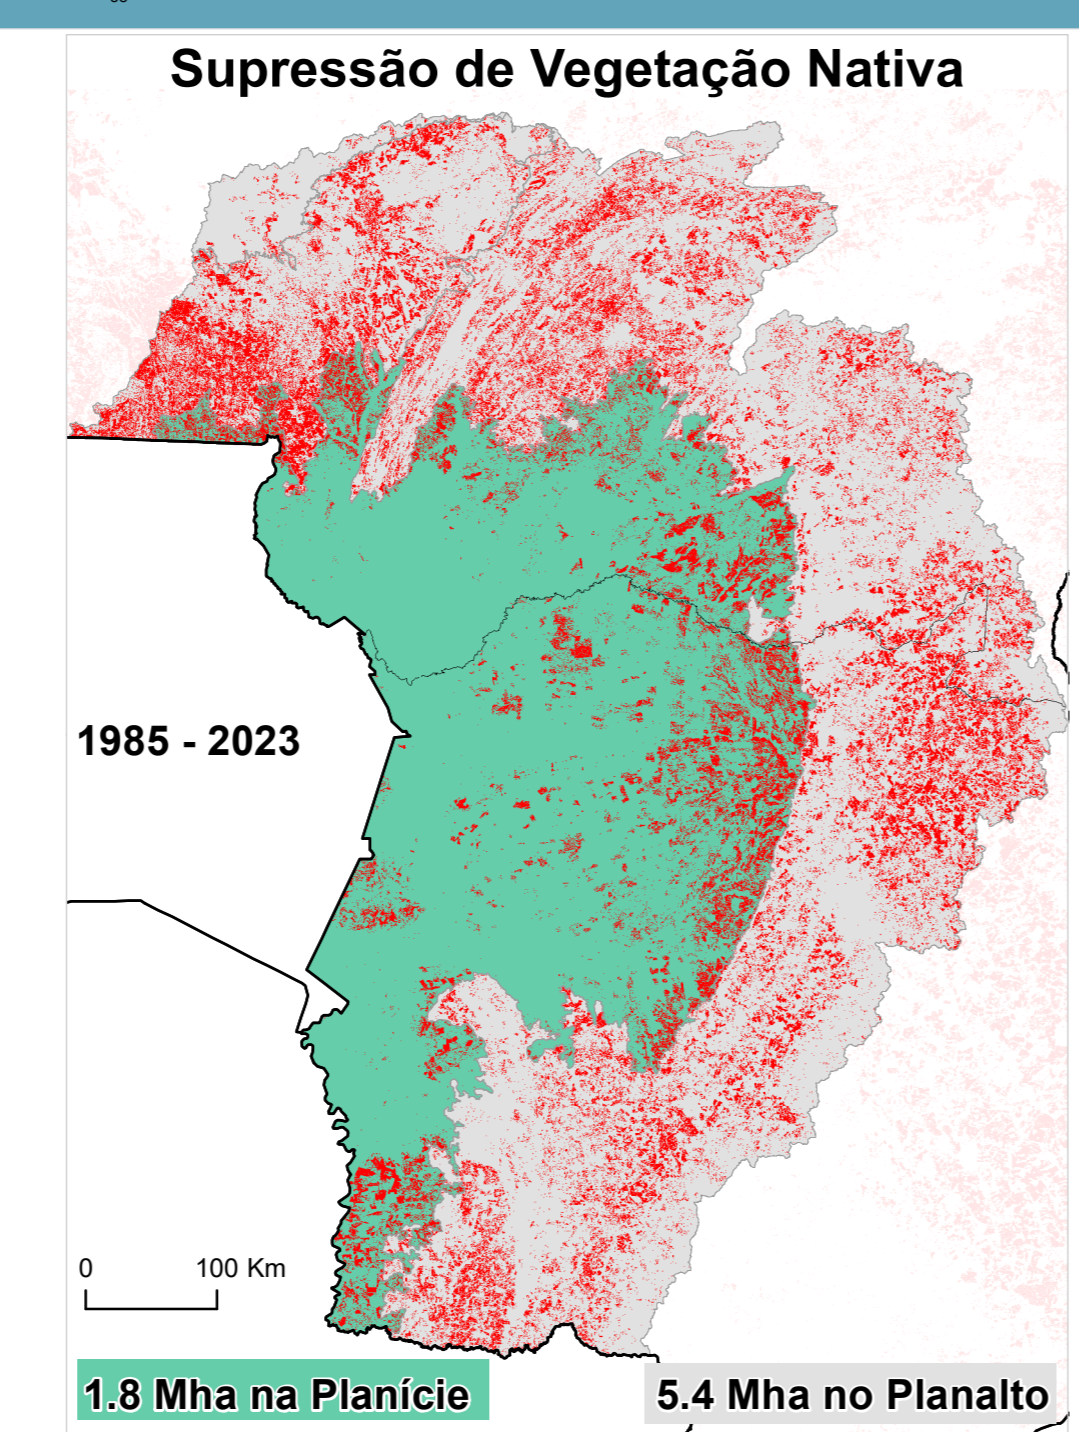 Supressão de Vegetação Nativa
1985 - 2023
0 100 Km
1.8 Mha na Planície
5.4 Mha no Planalto